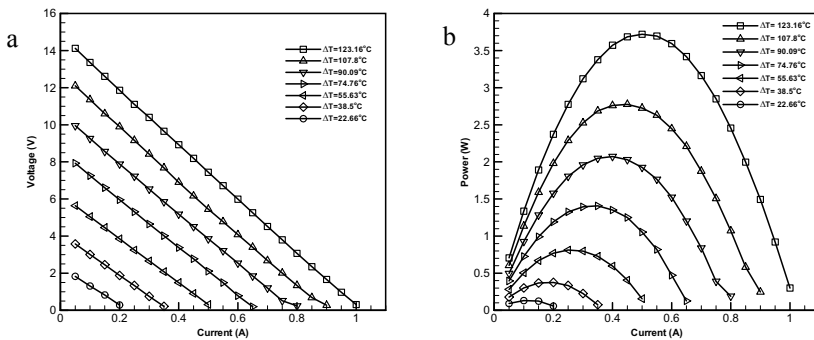 a
16
14
12
10
8
6
4
2
0
Voltage (V)
0
0.2
0.4
0.6
0.8
1
Current (A)
ΔT=123.16°C
ΔT=107.8°C
ΔT=90.09°C
ΔT=74.76°C
ΔT=55.63°C
ΔT=38.5°C
ΔT=22.66°C
b
4
3.5
3
2.5
2
1.5
1
0.5
0
Power (W)
0
0.2
0.4
0.6
0.8
1
Current (A)
ΔT= 123.16°C
ΔT= 107.8°C
ΔT= 90.09°C
ΔT= 74.76°C
ΔT= 55.63°C
ΔT= 38.5°C
ΔT= 22.66°C